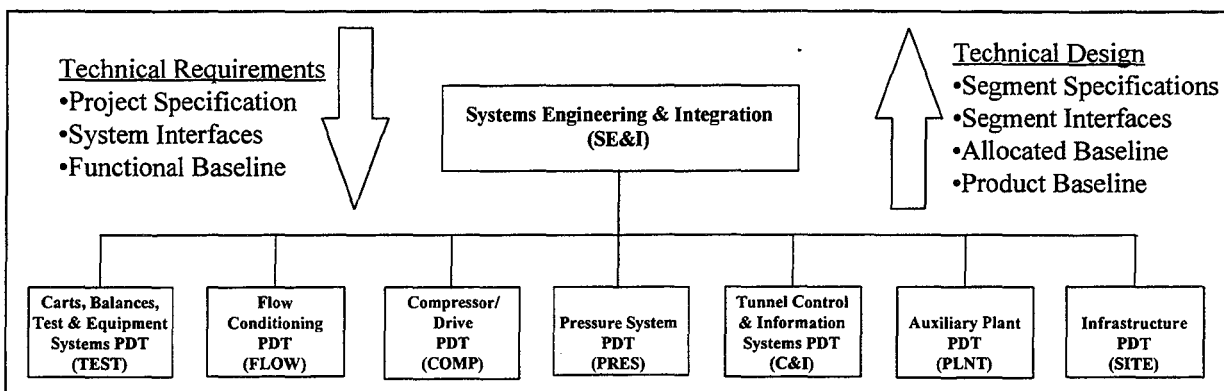 Technical Requirements
•Project Specification
•System Interfaces
•Functional Baseline
Systems Engineering & Integration
(SE&I)
Technical Design
•Segment Specifications
•Segment Interfaces
•Allocated Baseline
•Product Baseline
Carts, Balances,
Test & Equipment
Systems PDT
(TEST)
Flow
Conditioning
PDT
(FLOW)
Compressor/
Drive
PDT
(COMP)
Pressure System
PDT
(PRES)
Tunnel Control
& Information
Systems PDT
(C&I)
Auxiliary Plant
PDT
(PLNT)
Infrastructure
PDT
(SITE)